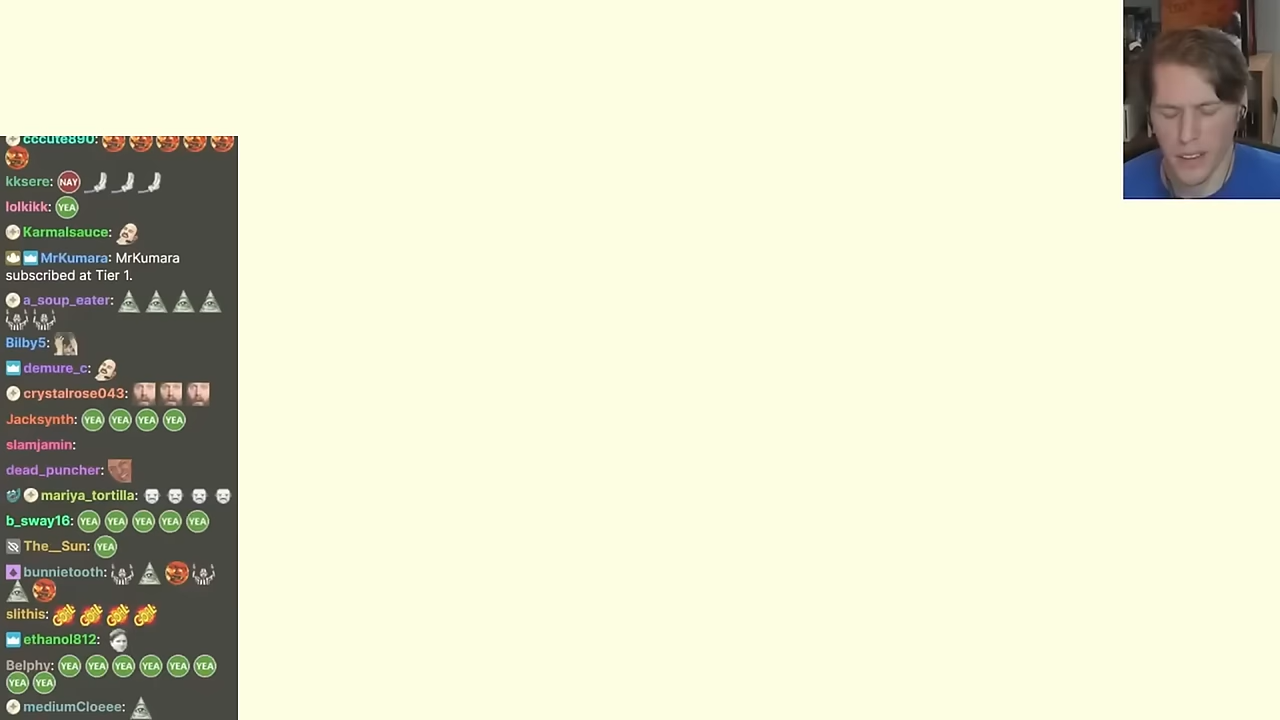 cccute890:
kksere: NAY
lolkikk: YEA
Karmalsauce:
MrKumara: MrKumara
subscribed at Tier 1.
a_soup_eater:
Bilby5:
demure_c:
crystalrose043:
Jacksynth: YEA YEA YEA YEA
slamjamin:
dead_puncher:
mariya_tortilla:
b_sway16: YEA YEA YEA YEA YEA
The__Sun: YEA
bunnietooth:
slithis:
ethanol812:
Belphy: YEA YEA YEA YEA YEA YEA
YEA YEA
mediumCloeee: